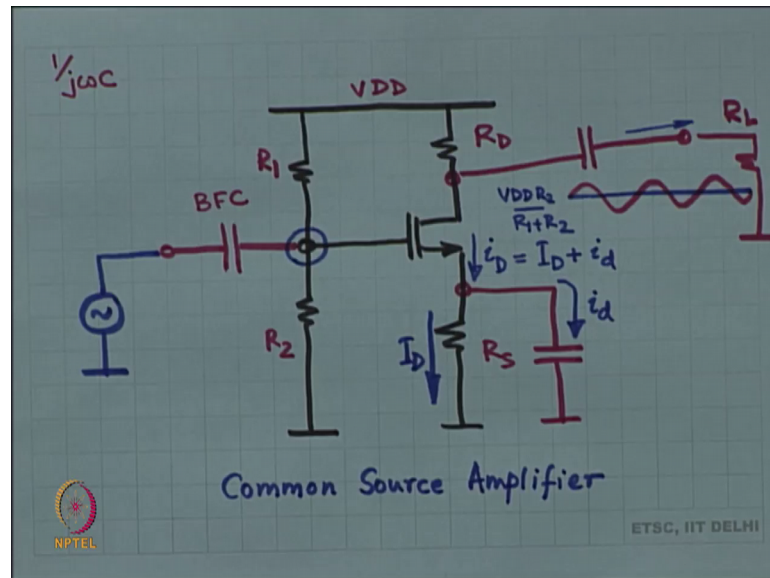 1/jωC
VDD
R1
RD
RL
BFC
VDD R2
R1+R2
iD = ID + id
id
R2
ID
RS
Common Source Amplifier
NPTEL
ETSC, IIT DELHI